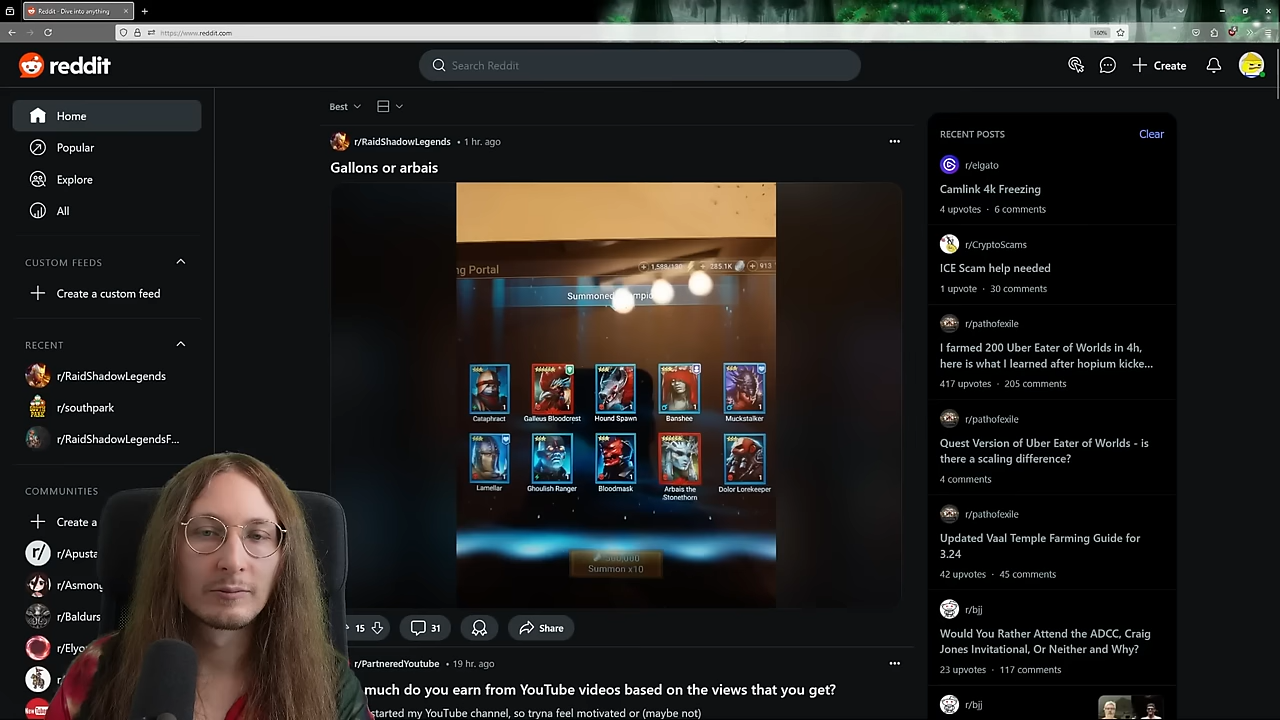 Reddit - Dive into anything
https://www.reddit.com
160%
reddit
Search Reddit
Create
Home
Popular
Explore
All
CUSTOM FEEDS
Create a custom feed
RECENT
r/RaidShadowLegends
r/southpark
r/RaidShadowLegendsF...
COMMUNITIES
Create a
r/Apusta
r/Asmong
r/Baldurs
r/Elyo
r/
Best
r/RaidShadowLegends • 1 hr. ago
Gallons or arbais
ng Portal
285.1K
913
Summoned
Cataphract
Galleus Bloodcrest
Hound Spawn
Banshee
Muckstalker
Lamellar
Ghoulish Ranger
Bloodmask
Arbais the
Stonethorn
Dolor Lorekeeper
Summon x10
15
31
Share
r/PartneredYoutube • 19 hr. ago
much do you earn from YouTube videos based on the views that you get?
started my YouTube channel, so tryna feel motivated or (maybe not)
RECENT POSTS
Clear
r/elgato
Camlink 4k Freezing
4 upvotes · 6 comments
r/CryptoScams
ICE Scam help needed
1 upvote · 30 comments
r/pathofexile
I farmed 200 Uber Eater of Worlds in 4h,
here is what I learned after hopium kicke...
417 upvotes · 205 comments
r/pathofexile
Quest Version of Uber Eater of Worlds - is
there a scaling difference?
4 comments
r/pathofexile
Updated Vaal Temple Farming Guide for
3.24
42 upvotes · 45 comments
r/bjj
Would You Rather Attend the ADCC, Craig
Jones Invitational, Or Neither and Why?
23 upvotes · 117 comments
r/bjj